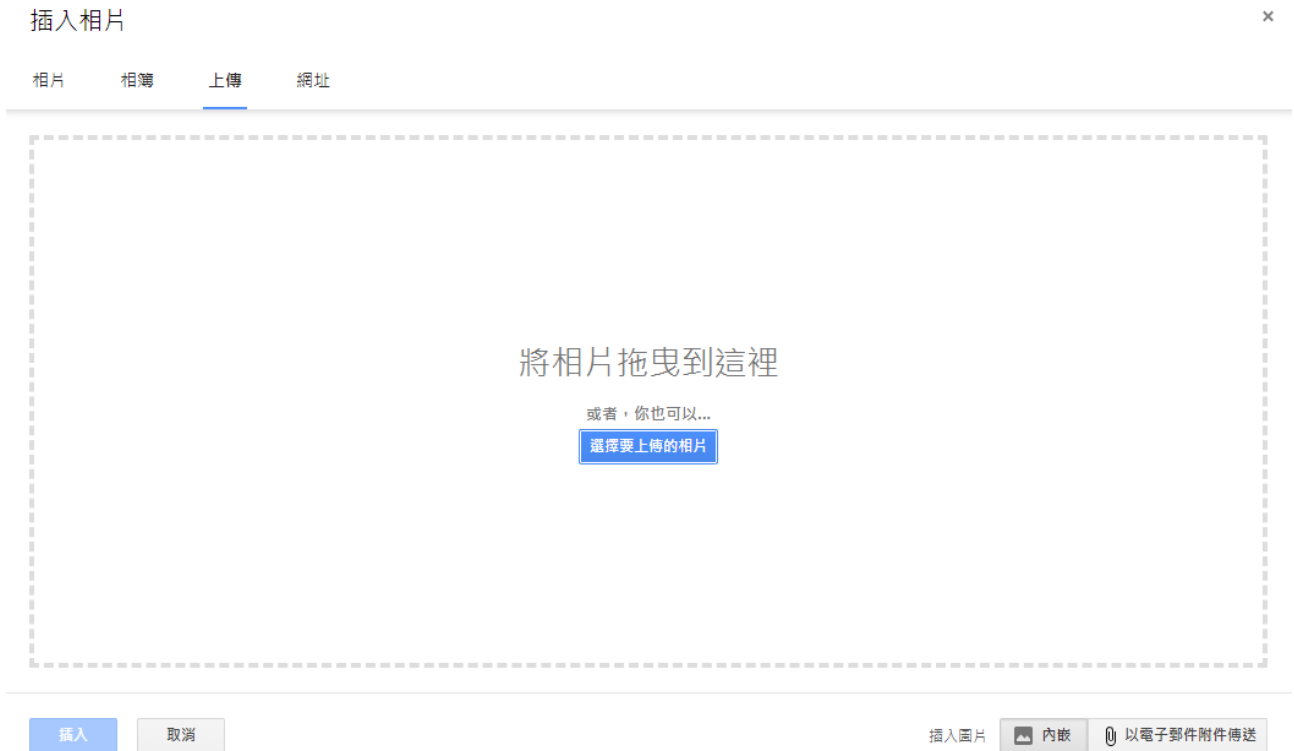 插入相片 ×
相片 相簿 上傳 網址
將相片拖曳到這裡
或者，你也可以...
選擇要上傳的相片
插入 取消 插入圖片 內嵌 以電子郵件附件傳送